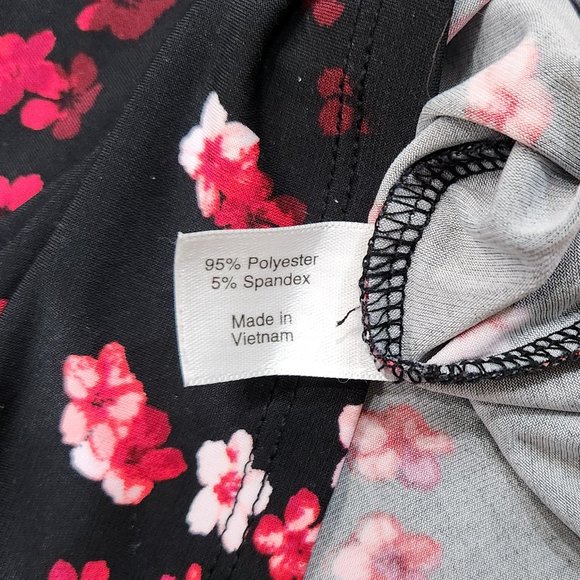 95% Polyester
5% Spandex
Made in
Vietnam